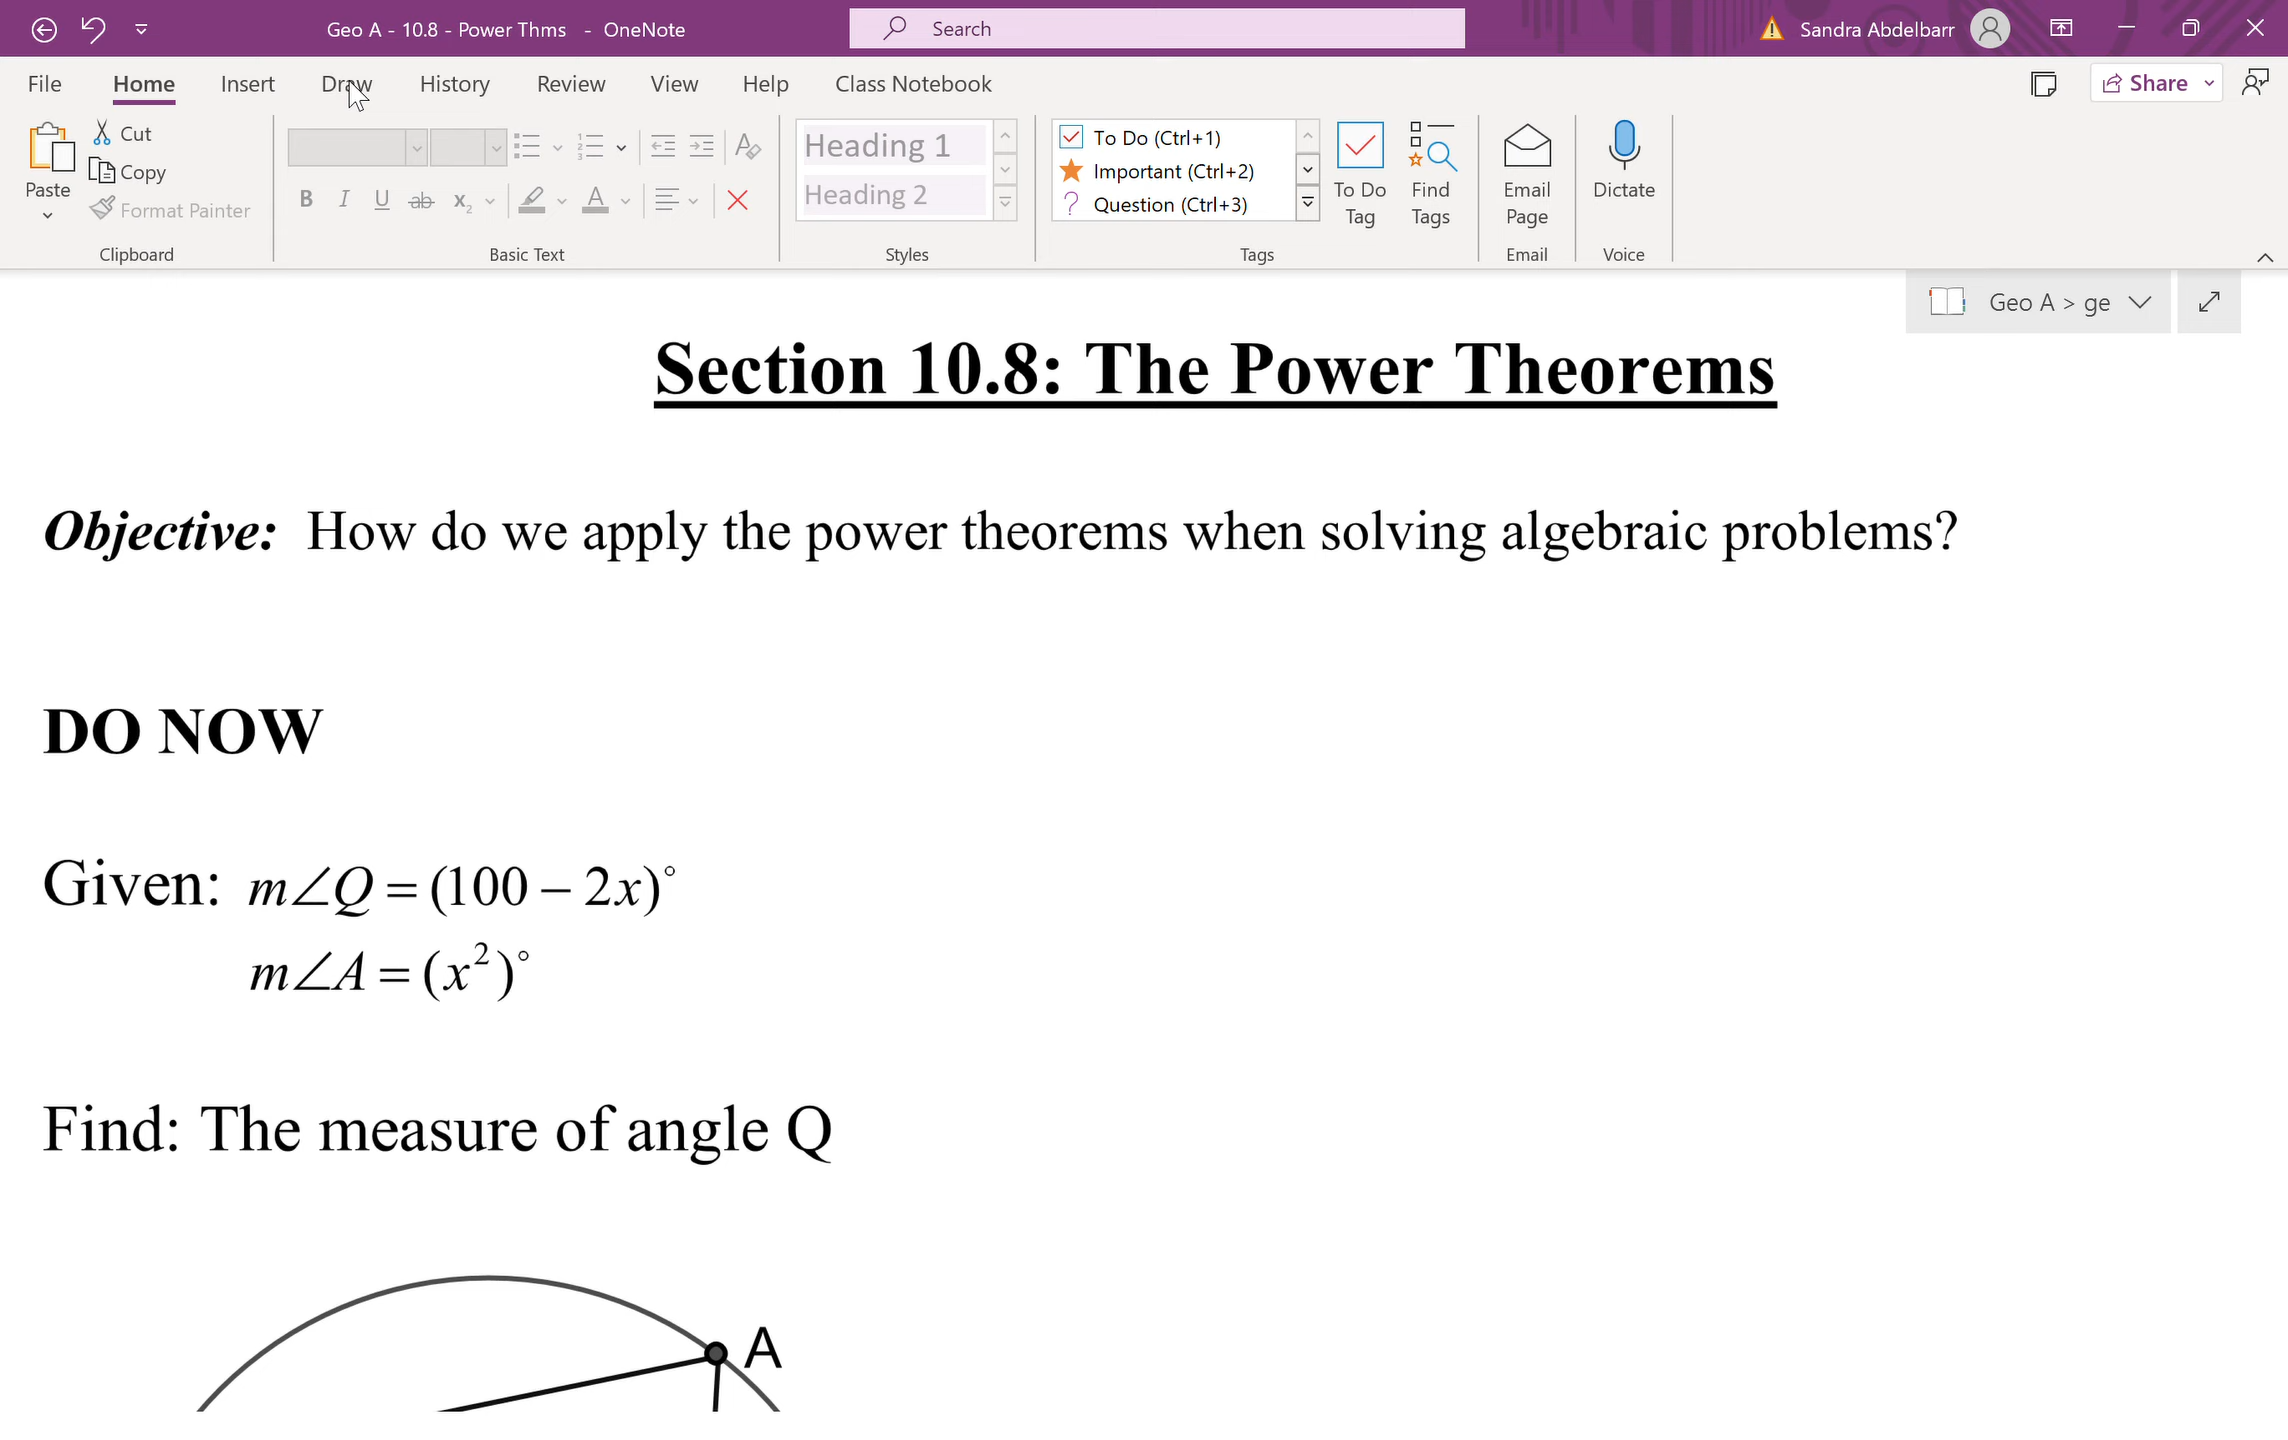 Geo A - 10.8 - Power Thms - OneNote
Search
Sandra Abdelbarr
File Home Insert Draw History Review View Help Class Notebook
Share
Paste
Cut
Copy
Format Painter
Clipboard
B I U ab x₂ A
Basic Text
Heading 1
Heading 2
Styles
To Do (Ctrl+1)
Important (Ctrl+2)
Question (Ctrl+3)
To Do Tag
Find Tags
Tags
Email Page
Email
Dictate
Voice
Geo A > ge
Section 10.8: The Power Theorems
Objective: How do we apply the power theorems when solving algebraic problems?
DO NOW
Given: m∠Q = (100 – 2x)°
m∠A = (x²)°
Find: The measure of angle Q
A